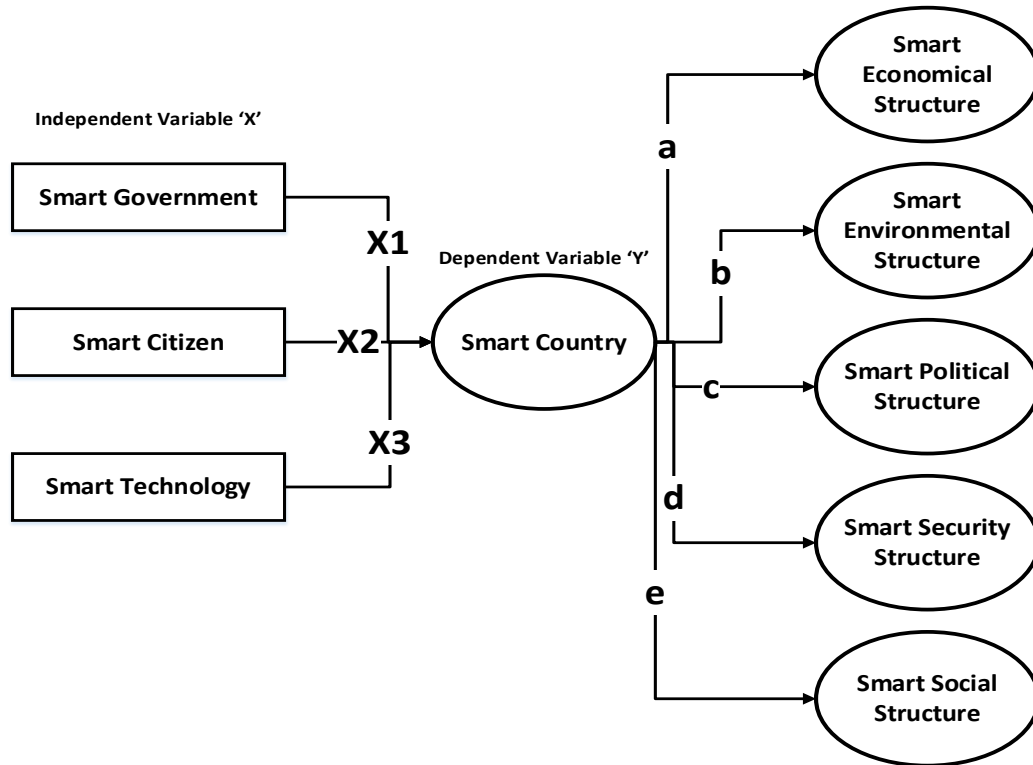 Independent Variable ‘X’
Smart Government
X1
Smart Citizen
X2
Smart Technology
X3
Dependent Variable ‘Y’
Smart Country
a
Smart
Economical
Structure
b
Smart
Environmental
Structure
c
Smart Political
Structure
d
Smart Security
Structure
e
Smart Social
Structure